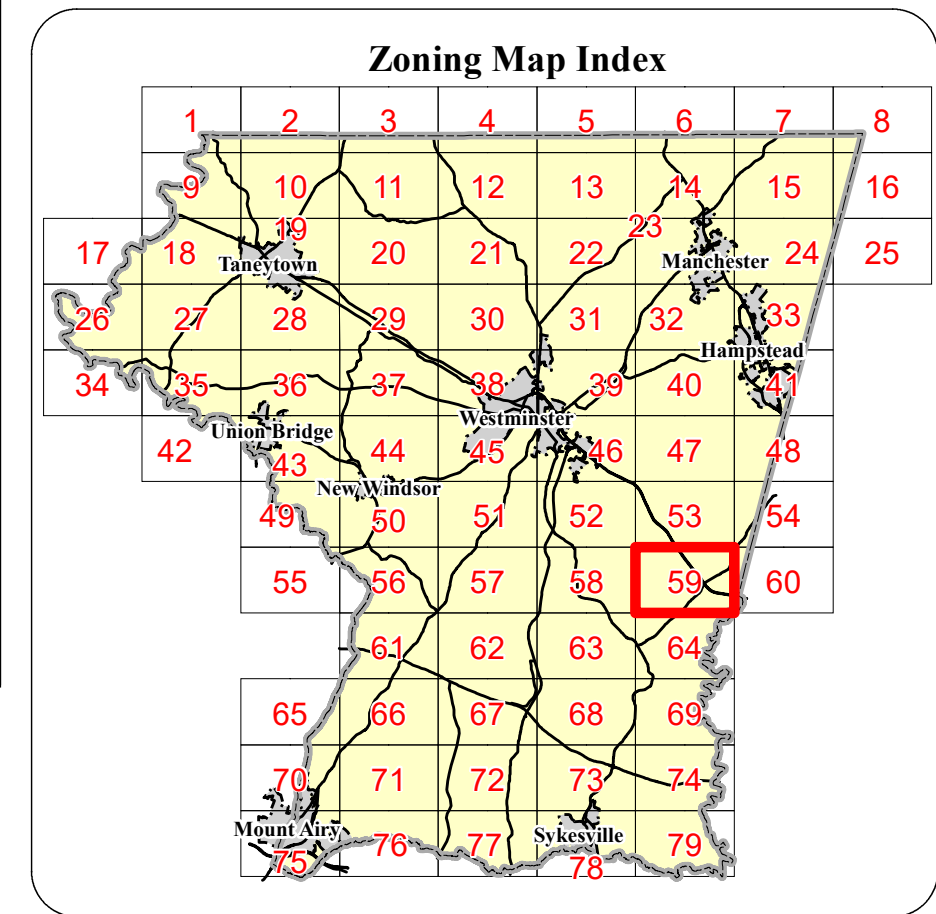 Zoning Map Index
1 2 3 4 5 6 7 8
9 10 11 12 13 14 15 16
17 18 19 20 21 22 23 24 25
Taneytown Manchester
26 27 28 29 30 31 32 33
Hampstead
34 35 36 37 38 39 40 41
Westminster
Union Bridge
42 43 44 45 46 47 48
New Windsor
49 50 51 52 53 54
55 56 57 58 59 60
61 62 63 64
65 66 67 68 69
70 71 72 73 74
Mount Airy Sykesville
75 76 77 78 79